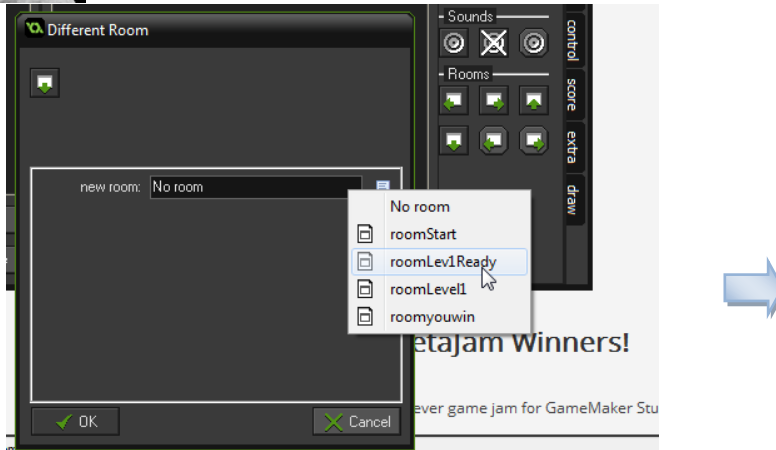 Different Room
new room: No room
No room
roomStart
roomLev1Ready
roomLevel1
roomyouwin
OK
Cancel
Sounds
Rooms
control
score
extra
draw
etaJam Winners!
ever game jam for GameMaker Stu